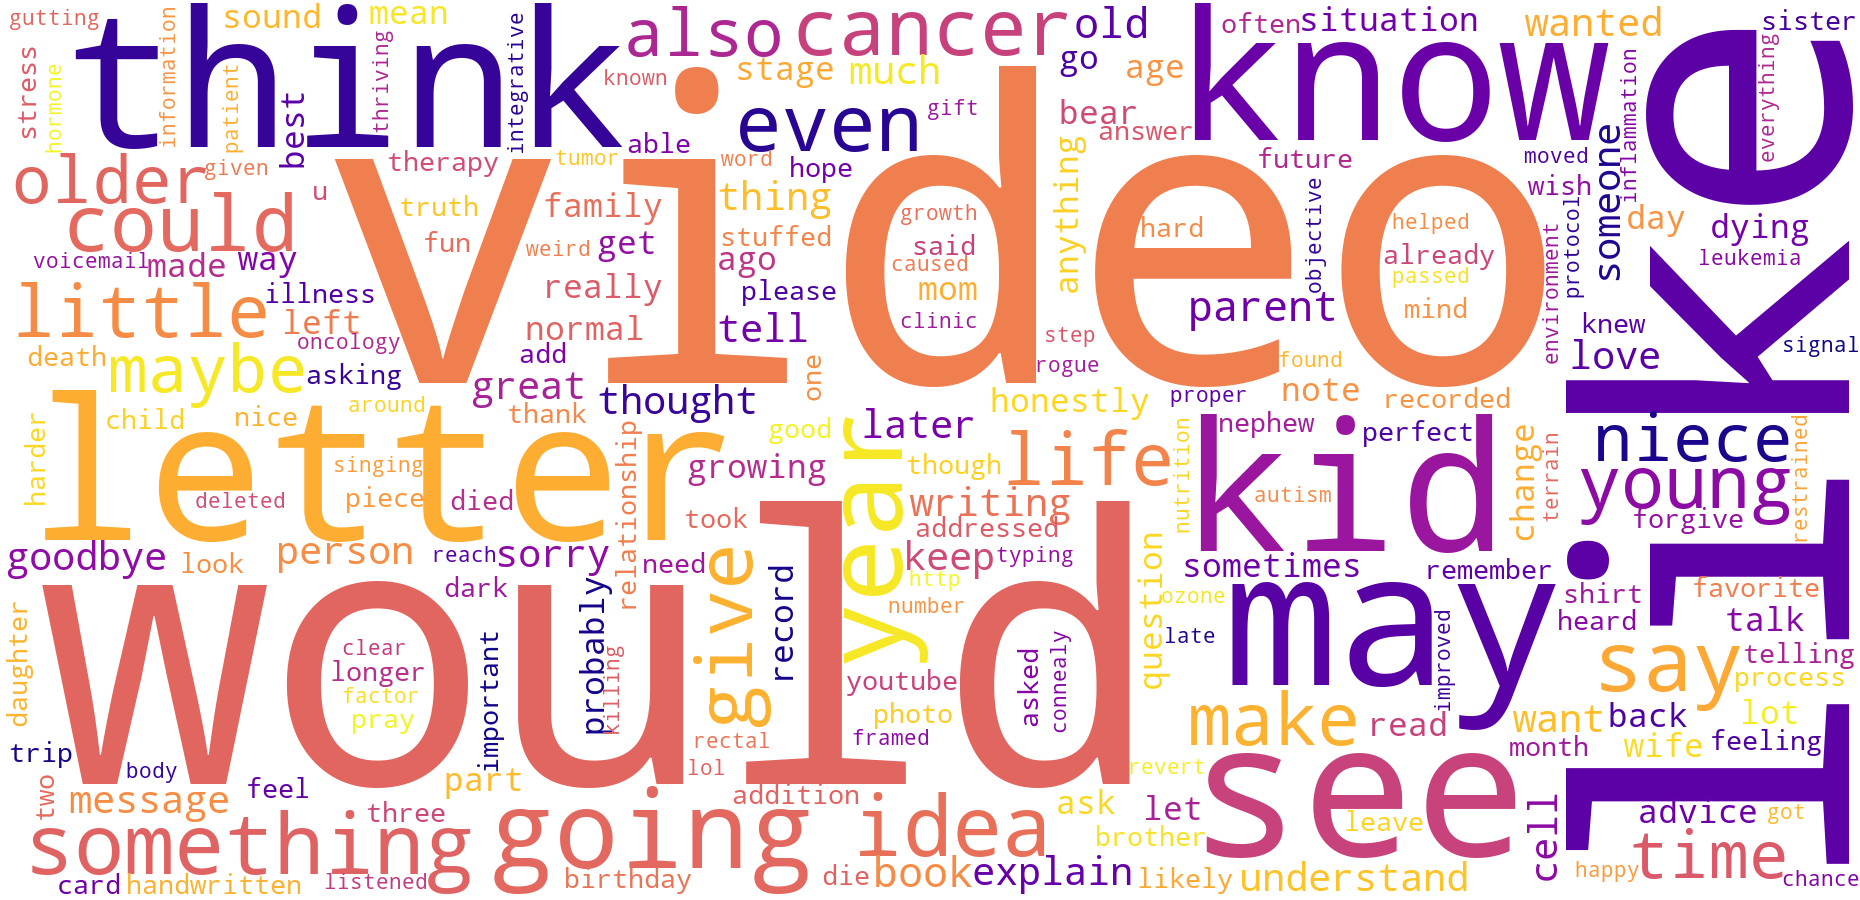 think
video
would
like
know
letter
kid
may
see
cancer
also
even
older
could
little
maybe
something
going
idea
year
give
life
niece
young
say
make
time
gutting
sound
mean
stress
hormone
information
patient
best
thriving
integrative
known
stage
much
gift
able
old
go
age
bear
answer
often
situation
wanted
sister
everything
inflammation
someone
moved
wish
protocol
day
dying
leukemia
given
u
therapy
tumor
word
hope
truth
fun
family
weird
get
thing
stuffed
ago
growth
said
caused
mom
clinic
anything
hard
future
objective
helped
already
passed
mind
parent
voicemail
made
way
illness
left
oncology
death
asking
really
normal
add
great
please
tell
thought
one
step
rogue
found
note
honestly
proper
recorded
environment
knew
love
signal
child
nice
around
thank
harder
singing
deleted
piece
died
relationship
good
later
growing
though
writing
addressed
took
nephew
perfect
nutrition
autism
change
terrain
forgive
restrained
goodbye
look
person
reach
sorry
need
dark
keep
typing
http
number
question
sometimes
remember
ozone
late
shirt
heard
favorite
talk
telling
process
daughter
clear
longer
factor
pray
important
probably
killing
record
youtube
photo
framed
asked
connealy
improved
read
want
back
lot
wife
feeling
month
trip
body
two
message
feel
part
three
rectal
lol
addition
revert
ask
let
brother
leave
cell
advice
got
card
handwritten
listened
birthday
die
book
explain
likely
understand
happy
chance